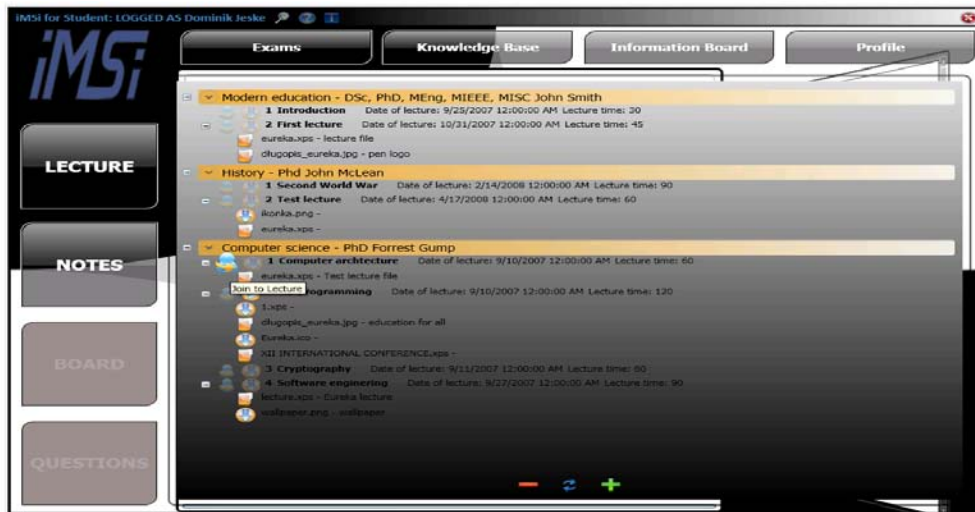 iMSi for Student: LOGGED AS Dominik Jeske
iMSi
Exams
Knowledge Base
Information Board
Profile
LECTURE
NOTES
BOARD
QUESTIONS
Modern education - DSc, PhD, MEng, MIEEE, MISC John Smith
1 Introduction Date of lecture: 9/25/2007 12:00:00 AM Lecture time: 30
2 First lecture Date of lecture: 10/31/2007 12:00:00 AM Lecture time: 45
eureka.xps - lecture file
długopis_eureka.jpg - pen logo
History - Phd John McLean
1 Second World War Date of lecture: 2/14/2008 12:00:00 AM Lecture time: 90
2 Test lecture Date of lecture: 4/17/2008 12:00:00 AM Lecture time: 60
ikonka.png -
eureka.xps -
Computer science - PhD Forrest Gump
1 Computer archtecture Date of lecture: 9/10/2007 12:00:00 AM Lecture time: 60
eureka.xps - Test lecture file
Join to Lecture
ogramming Date of lecture: 9/10/2007 12:00:00 AM Lecture time: 120
1.xps -
długopis_eureka.jpg - education for all
Eureka.ico -
XII INTERNATIONAL CONFERENCE.xps -
3 Cryptography Date of lecture: 9/11/2007 12:00:00 AM Lecture time: 60
4 Software enginering Date of lecture: 9/27/2007 12:00:00 AM Lecture time: 90
lecture.xps - Eureka lecture
wallpaper.png - wallpaper